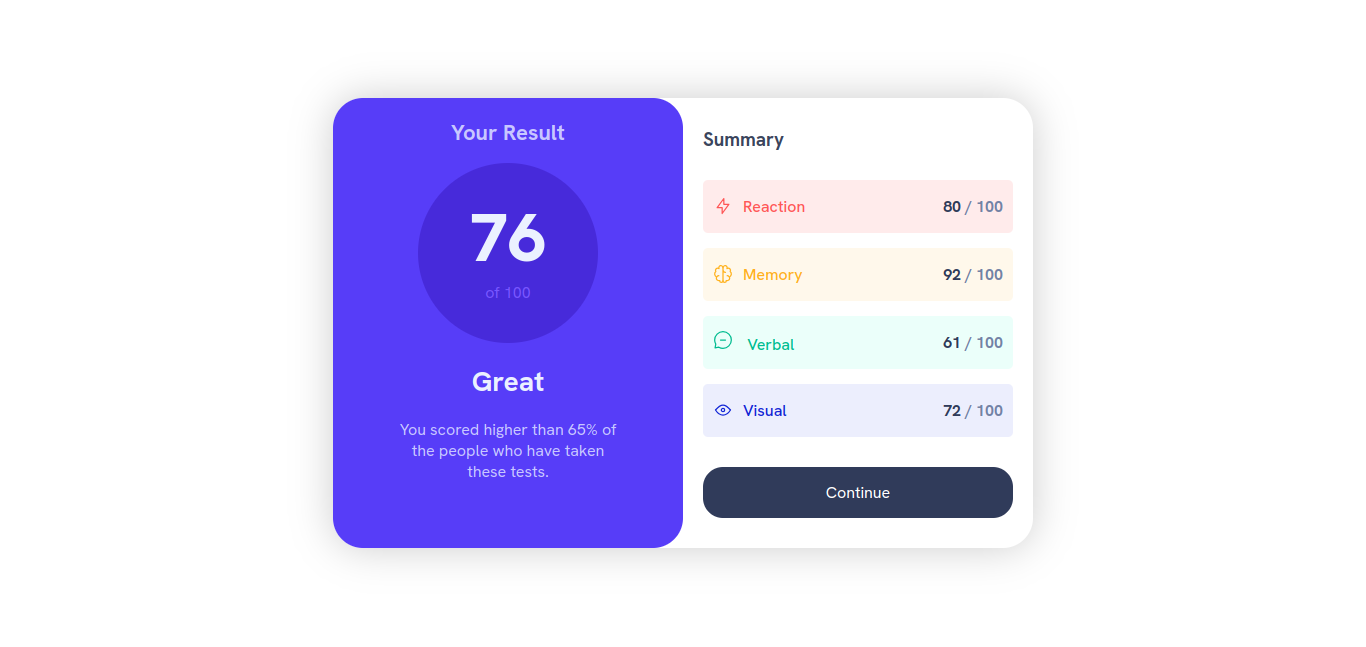 Your Result
76
of 100
Great
You scored higher than 65% of
the people who have taken
these tests.
Summary
Reaction 80 / 100
Memory 92 / 100
Verbal 61 / 100
Visual 72 / 100
Continue